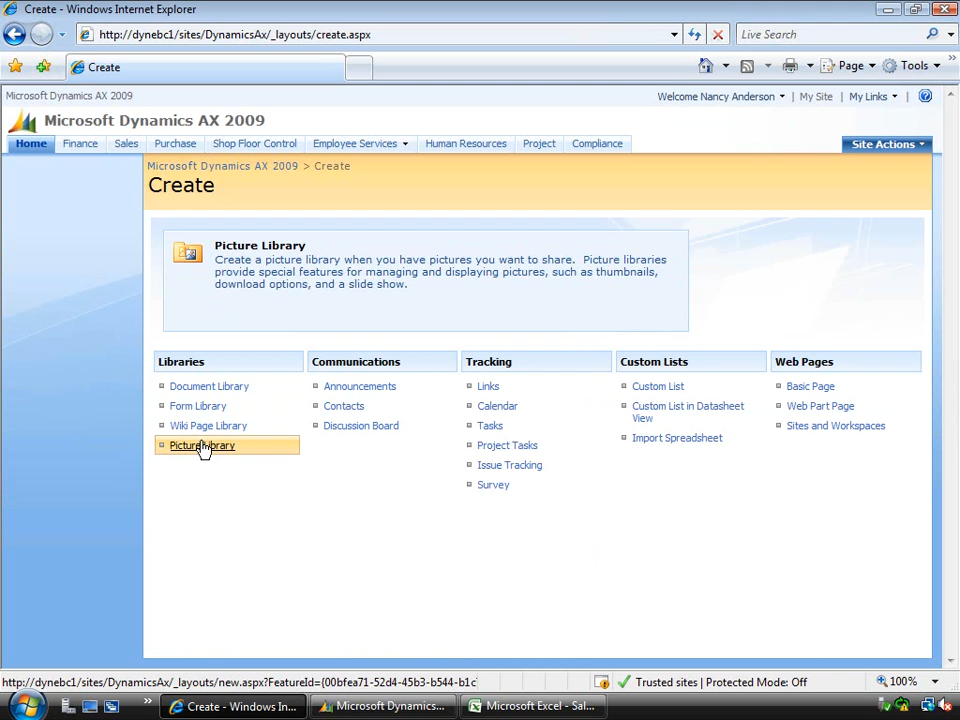 Create - Windows Internet Explorer
http://dynebc1/sites/DynamicsAx/_layouts/create.aspx
Live Search
Create
Page
Tools
Microsoft Dynamics AX 2009
Welcome Nancy Anderson
My Site
My Links
Microsoft Dynamics AX 2009
Home
Finance
Sales
Purchase
Shop Floor Control
Employee Services
Human Resources
Project
Compliance
Site Actions
Microsoft Dynamics AX 2009 > Create
Create
Picture Library
Create a picture library when you have pictures you want to share. Picture libraries
provide special features for managing and displaying pictures, such as thumbnails,
download options, and a slide show.
Libraries
Document Library
Form Library
Wiki Page Library
Picture Library
Communications
Announcements
Contacts
Discussion Board
Tracking
Links
Calendar
Tasks
Project Tasks
Issue Tracking
Survey
Custom Lists
Custom List
Custom List in Datasheet
View
Import Spreadsheet
Web Pages
Basic Page
Web Part Page
Sites and Workspaces
http://dynebc1/sites/DynamicsAx/_layouts/new.aspx?FeatureId={00bfea71-52d4-45b3-b544-b1c
Trusted sites | Protected Mode: Off
100%
Create - Windows In...
Microsoft Dynamics...
Microsoft Excel - Sal...